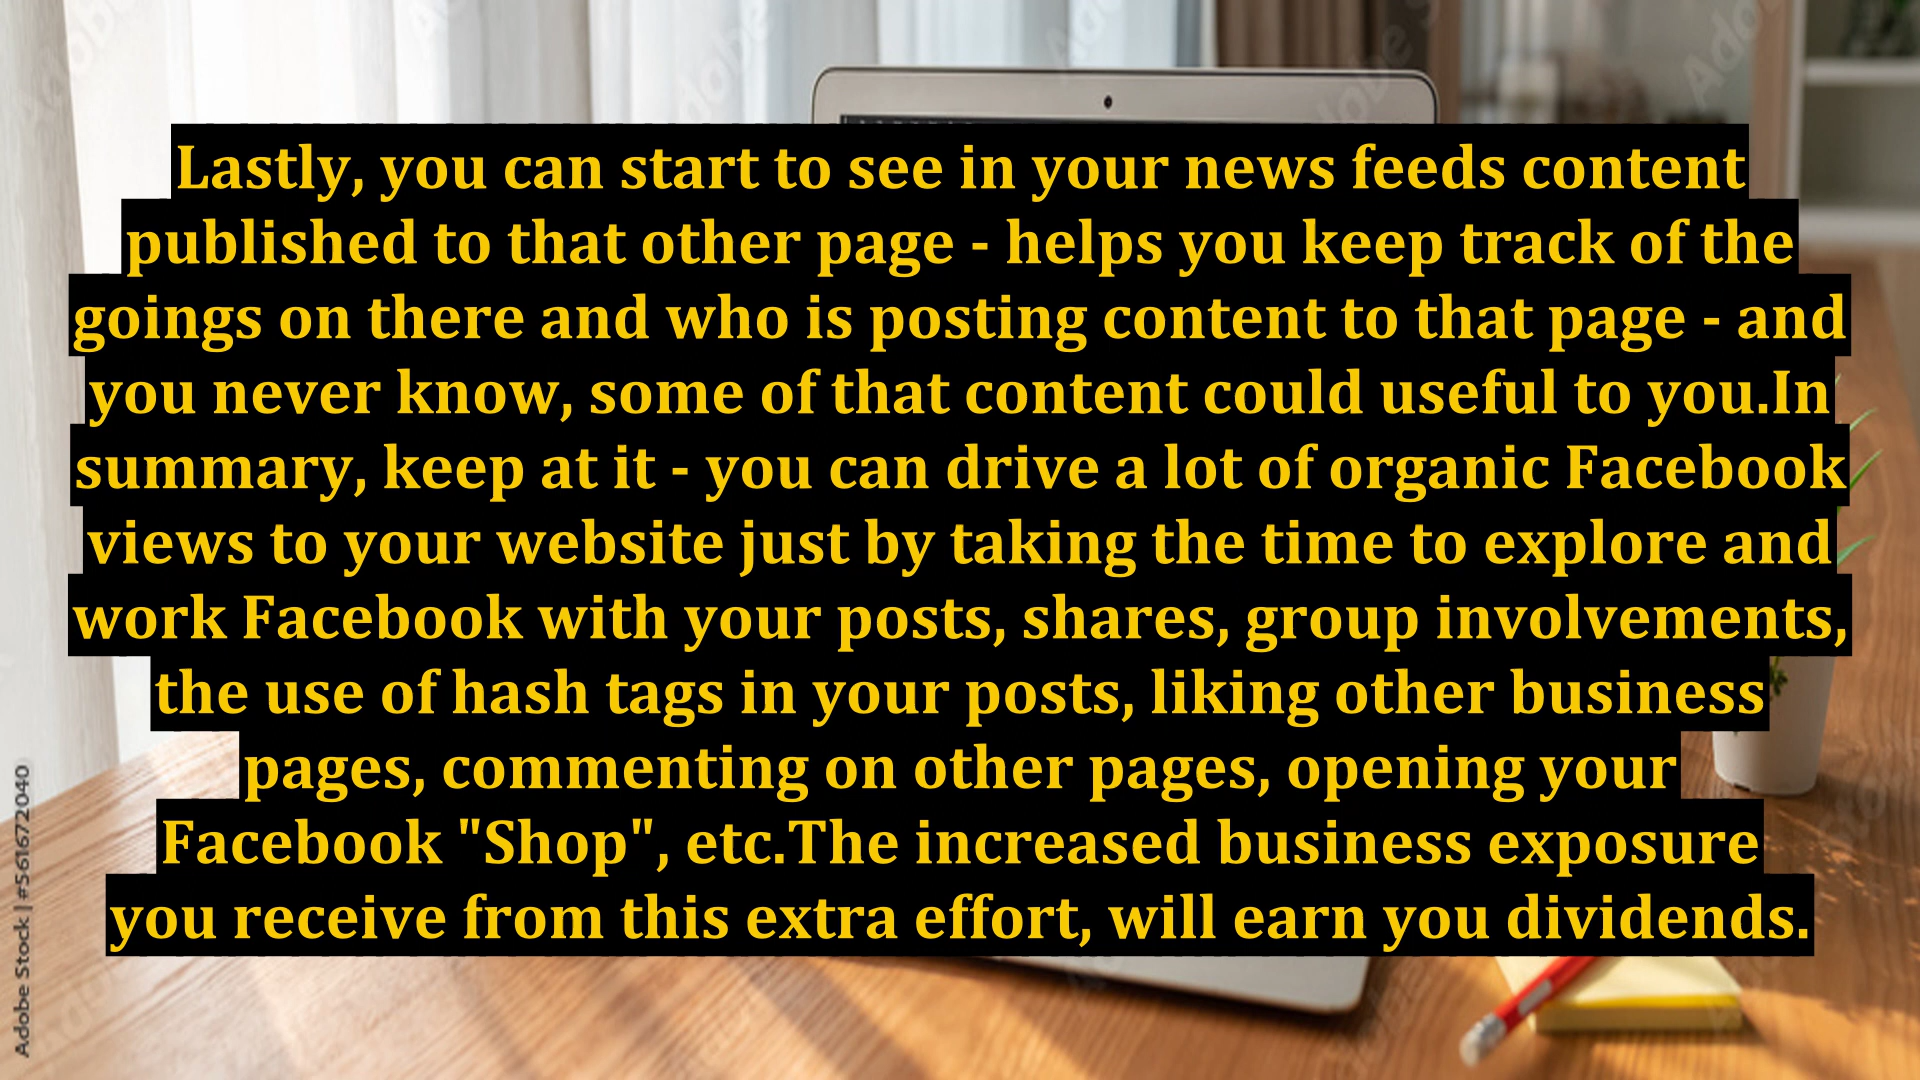 Lastly, you can start to see in your news feeds content
published to that other page - helps you keep track of the
goings on there and who is posting content to that page - and
you never know, some of that content could useful to you.In
summary, keep at it - you can drive a lot of organic Facebook
views to your website just by taking the time to explore and
work Facebook with your posts, shares, group involvements,
the use of hash tags in your posts, liking other business
pages, commenting on other pages, opening your
Facebook "Shop", etc.The increased business exposure
you receive from this extra effort, will earn you dividends.
Adobe Stock | #561672040